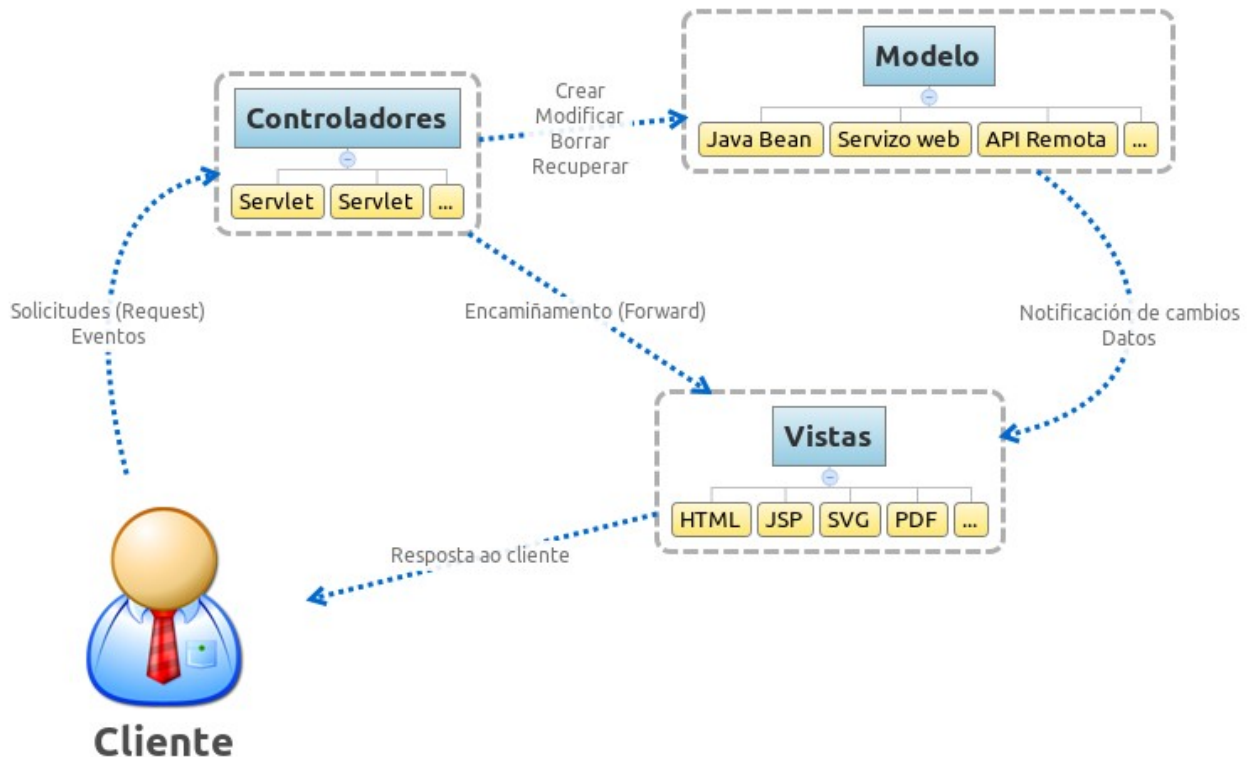 Modelo
Java Bean
Servizo web
API Remota
...
Controladores
Servlet
Servlet
...
Crear
Modificar
Borrar
Recuperar
Solicitudes (Request)
Eventos
Encamiñamento (Forward)
Notificación de cambios
Datos
Vistas
HTML
JSP
SVG
PDF
...
Resposta ao cliente
Cliente